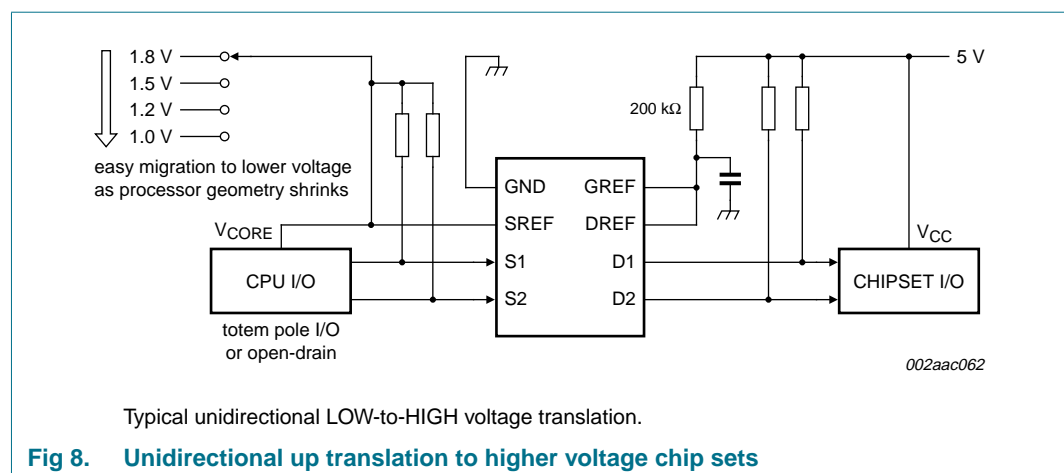 1.8 V
1.5 V
1.2 V
1.0 V
easy migration to lower voltage
as processor geometry shrinks
5 V
200 kΩ
GND
GREF
SREF
DREF
S1
D1
S2
D2
VCORE
CPU I/O
totem pole I/O
or open-drain
VCC
CHIPSET I/O
002aac062
Typical unidirectional LOW-to-HIGH voltage translation.
Fig 8. Unidirectional up translation to higher voltage chip sets